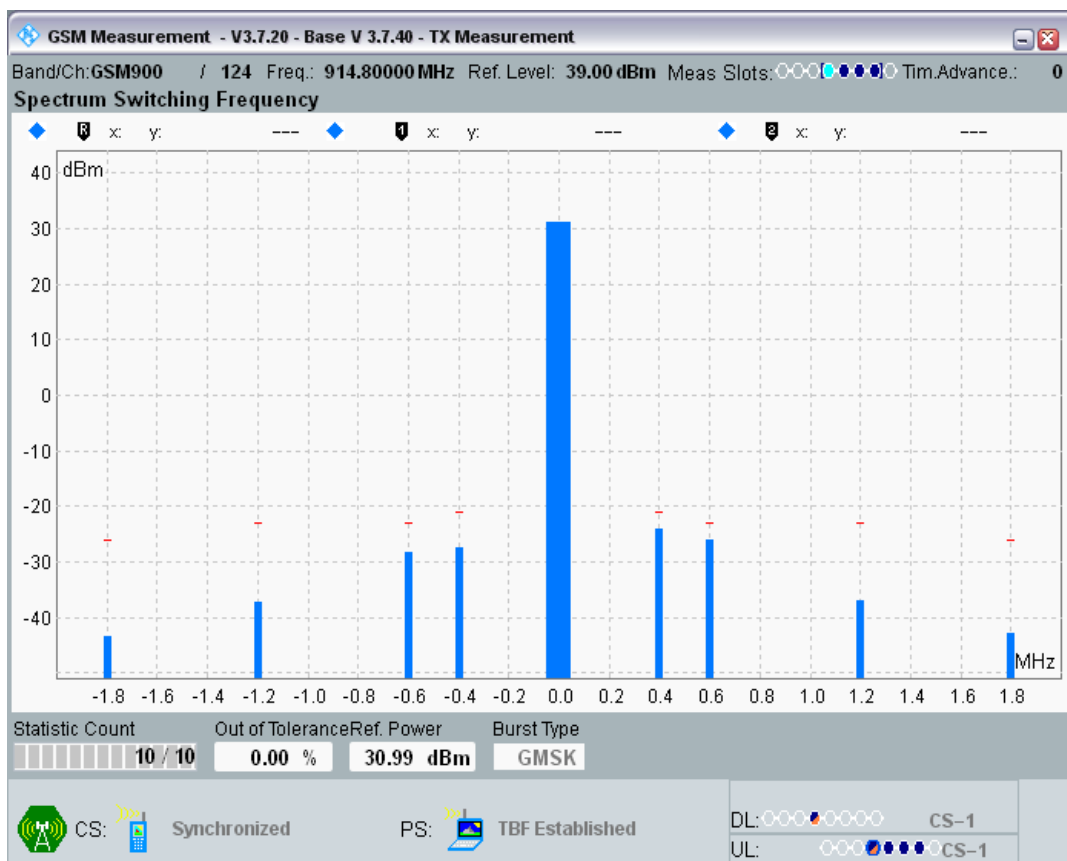 GSM Measurement - V3.7.20 - Base V 3.7.40 - TX Measurement
Band/Ch:GSM900 / 124 Freq.: 914.80000 MHz Ref. Level: 39.00 dBm Meas Slots: Tim.Advance.: 0
Spectrum Switching Frequency
R x: y: --- 1 x: y: --- 2 x: y: ---
dBm
40
30
20
10
0
-10
-20
-30
-40
MHz
-1.8 -1.6 -1.4 -1.2 -1.0 -0.8 -0.6 -0.4 -0.2 0.0 0.2 0.4 0.6 0.8 1.0 1.2 1.4 1.6 1.8
Statistic Count Out of Tolerance Ref. Power Burst Type
10 / 10 0.00 % 30.99 dBm GMSK
CS: Synchronized PS: TBF Established
DL: CS-1
UL: CS-1